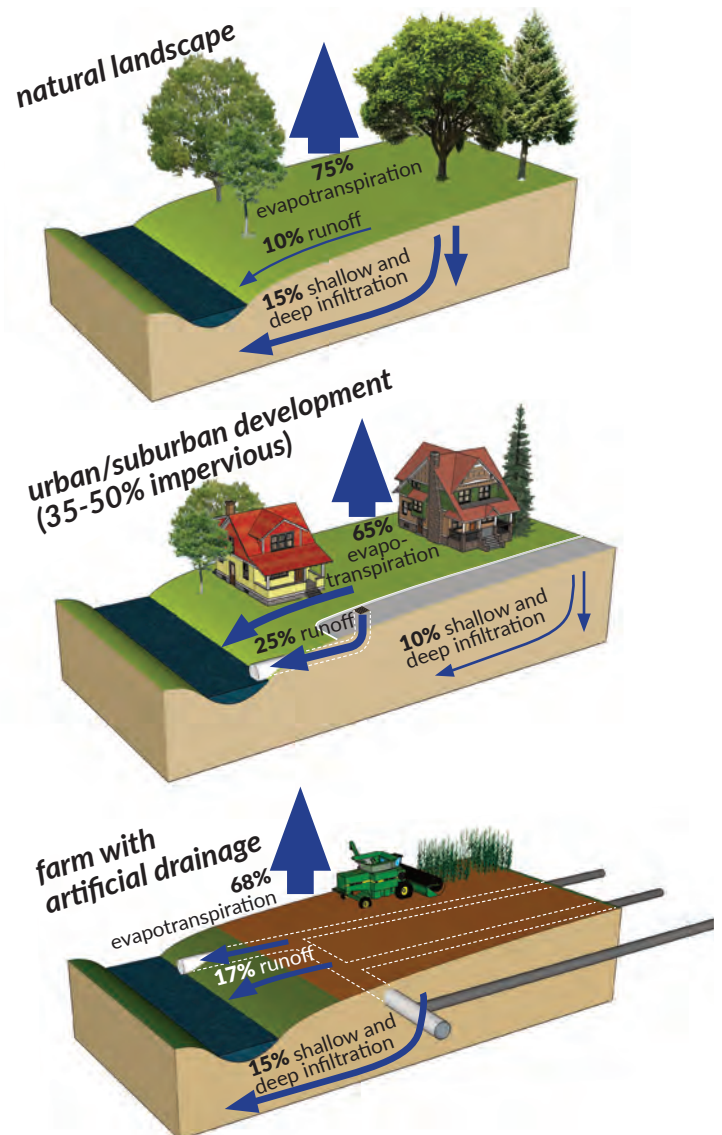 natural landscape
75%
evapotranspiration
10% runoff
15% shallow and
deep infiltration
urban/suburban development
(35-50% impervious)
65%
evapo-
transpiration
25% runoff
10% shallow and
deep infiltration
farm with
artificial drainage
68%
evapotranspiration
17% runoff
15% shallow and
deep infiltration